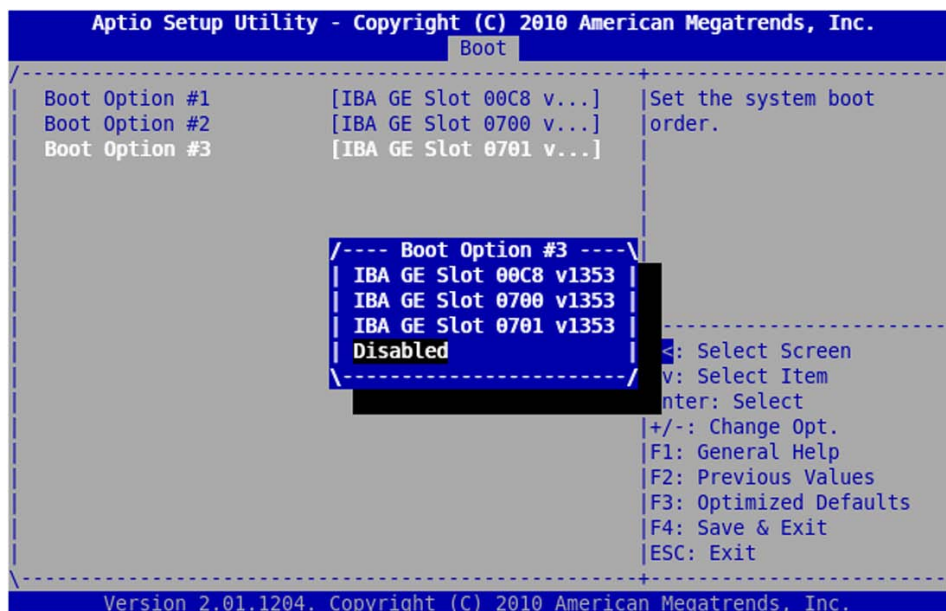 Aptio Setup Utility - Copyright (C) 2010 American Megatrends, Inc.
Boot
Boot Option #1 [IBA GE Slot 00C8 v...]
Boot Option #2 [IBA GE Slot 0700 v...]
Boot Option #3 [IBA GE Slot 0701 v...]
Set the system boot
order.
Boot Option #3
IBA GE Slot 00C8 v1353
IBA GE Slot 0700 v1353
IBA GE Slot 0701 v1353
Disabled
<: Select Screen
v: Select Item
nter: Select
+/-: Change Opt.
F1: General Help
F2: Previous Values
F3: Optimized Defaults
F4: Save & Exit
ESC: Exit
Version 2.01.1204. Copyright (C) 2010 American Megatrends, Inc.